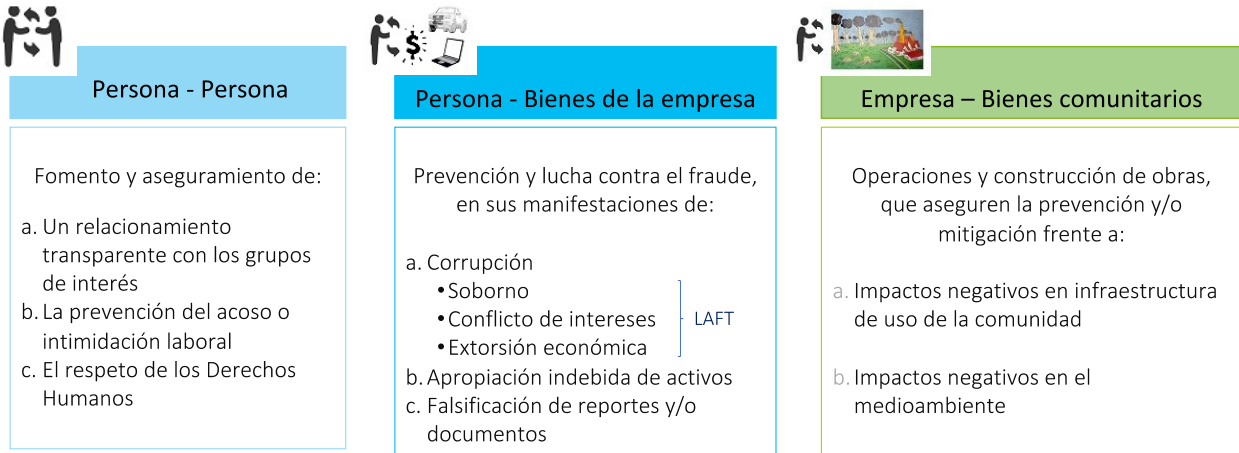 Persona - Persona
Fomento y aseguramiento de:
a. Un relacionamiento
transparente con los grupos
de interés
b. La prevención del acoso o
intimidación laboral
c. El respeto de los Derechos
Humanos
$
Persona - Bienes de la empresa
Prevención y lucha contra el fraude,
en sus manifestaciones de:
a. Corrupción
•Soborno
•Conflicto de intereses
•Extorsión económica
LAFT
b. Apropiación indebida de activos
c. Falsificación de reportes y/o
documentos
Empresa – Bienes comunitarios
Operaciones y construcción de obras,
que aseguren la prevención y/o
mitigación frente a:
a. Impactos negativos en infraestructura
de uso de la comunidad
b. Impactos negativos en el
medioambiente